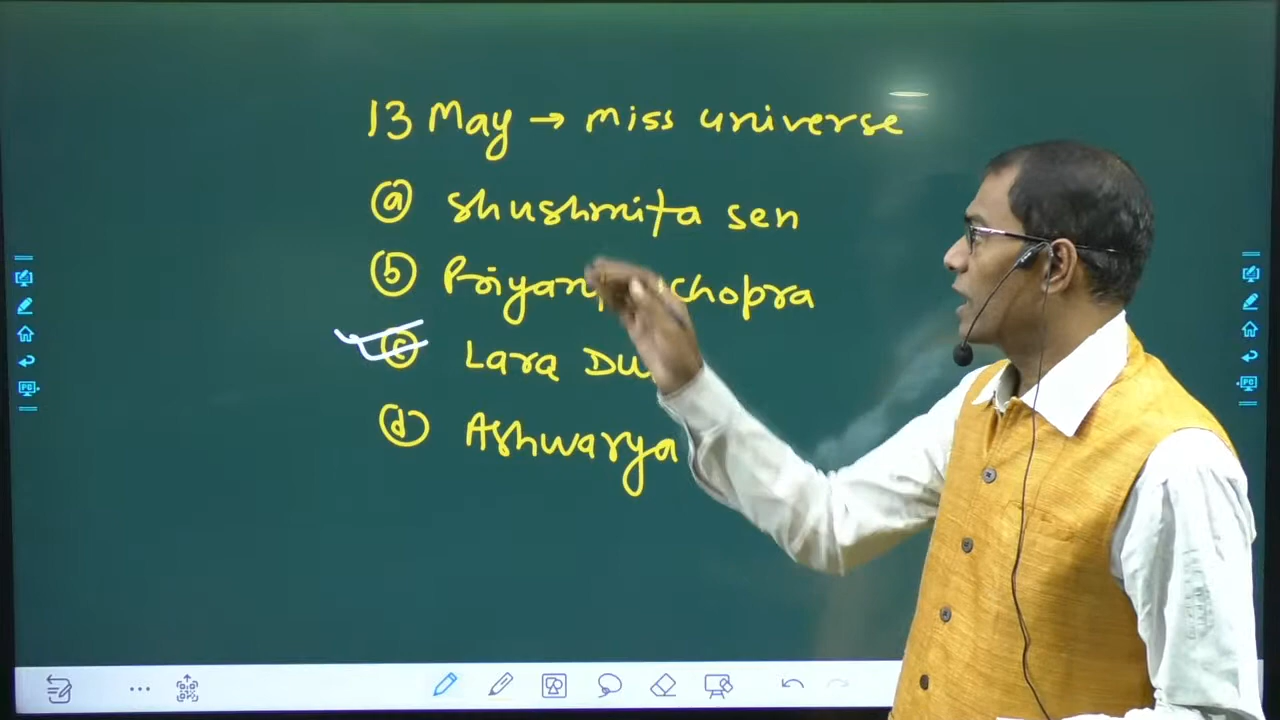 13 May → miss universe
(a) Shushmita sen
(b) chopra
(c) Lara
(d) Ashwarya